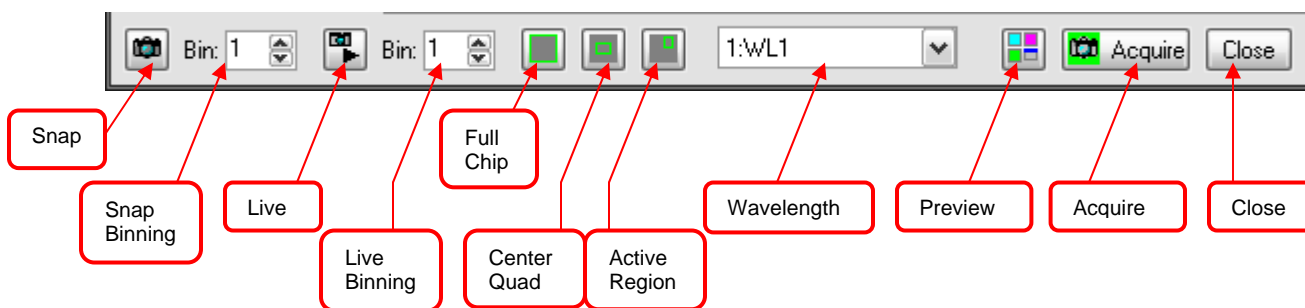 Bin: 1 Bin: 1 1:WL1 Acquire Close
Snap
Full
Chip
Snap
Binning
Live
Live
Binning
Center
Quad
Active
Region
Wavelength
Preview
Acquire
Close